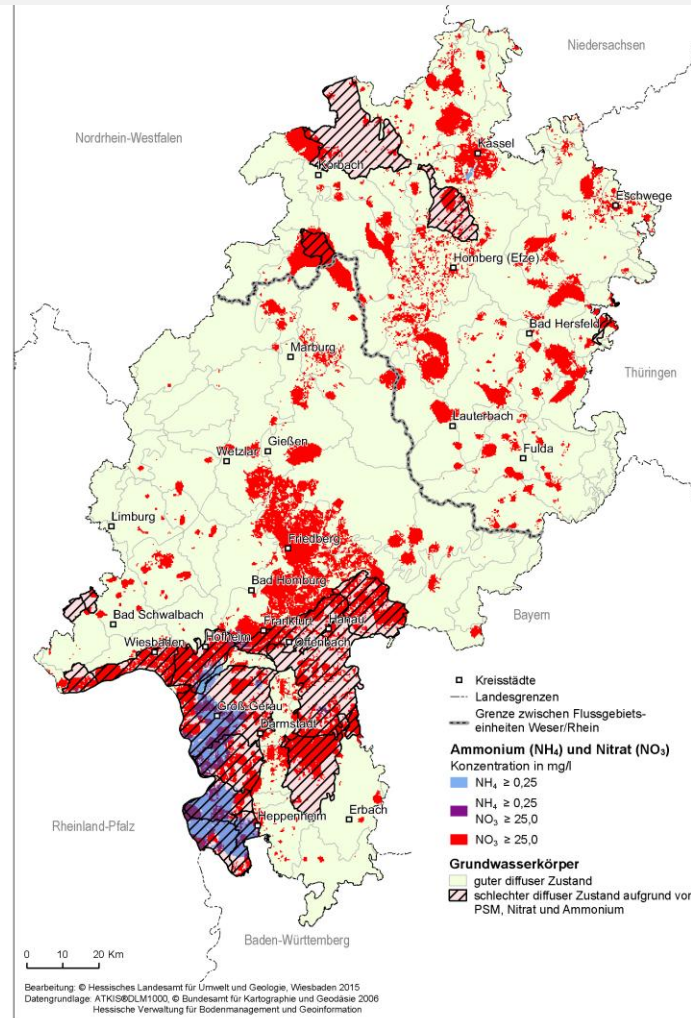 Niedersachsen
Nordrhein-Westfalen
Kassel
Korbach
Eschwege
Homberg (Efze)
Bad Hersfeld
Marburg
Thüringen
Lauterbach
Gießen
Wetzlar
Fulda
Limburg
Friedberg
Bad Homburg
Bayern
Bad Schwalbach
Frankfurt
Hanau
Wiesbaden
Hofheim
Offenbach
Groß Gerau
Darmstadt
Heppenheim
Erbach
Rheinland-Pfalz
Baden-Württemberg
Kreisstädte
Landesgrenzen
Grenze zwischen Flussgebiets-
einheiten Weser/Rhein
Ammonium (NH₄) und Nitrat (NO₃)
Konzentration in mg/l
NH₄ ≥ 0,25
NH₄ ≥ 0,25
NO₃ ≥ 25,0
NO₃ ≥ 25,0
Grundwasserkörper
guter diffuser Zustand
schlechter diffuser Zustand aufgrund von
PSM, Nitrat und Ammonium
0 10 20 Km
Bearbeitung: © Hessisches Landesamt für Umwelt und Geologie, Wiesbaden 2015
Datengrundlage: ATKIS®DLM1000, © Bundesamt für Kartographie und Geodäsie 2006
Hessische Verwaltung für Bodenmanagement und Geoinformation